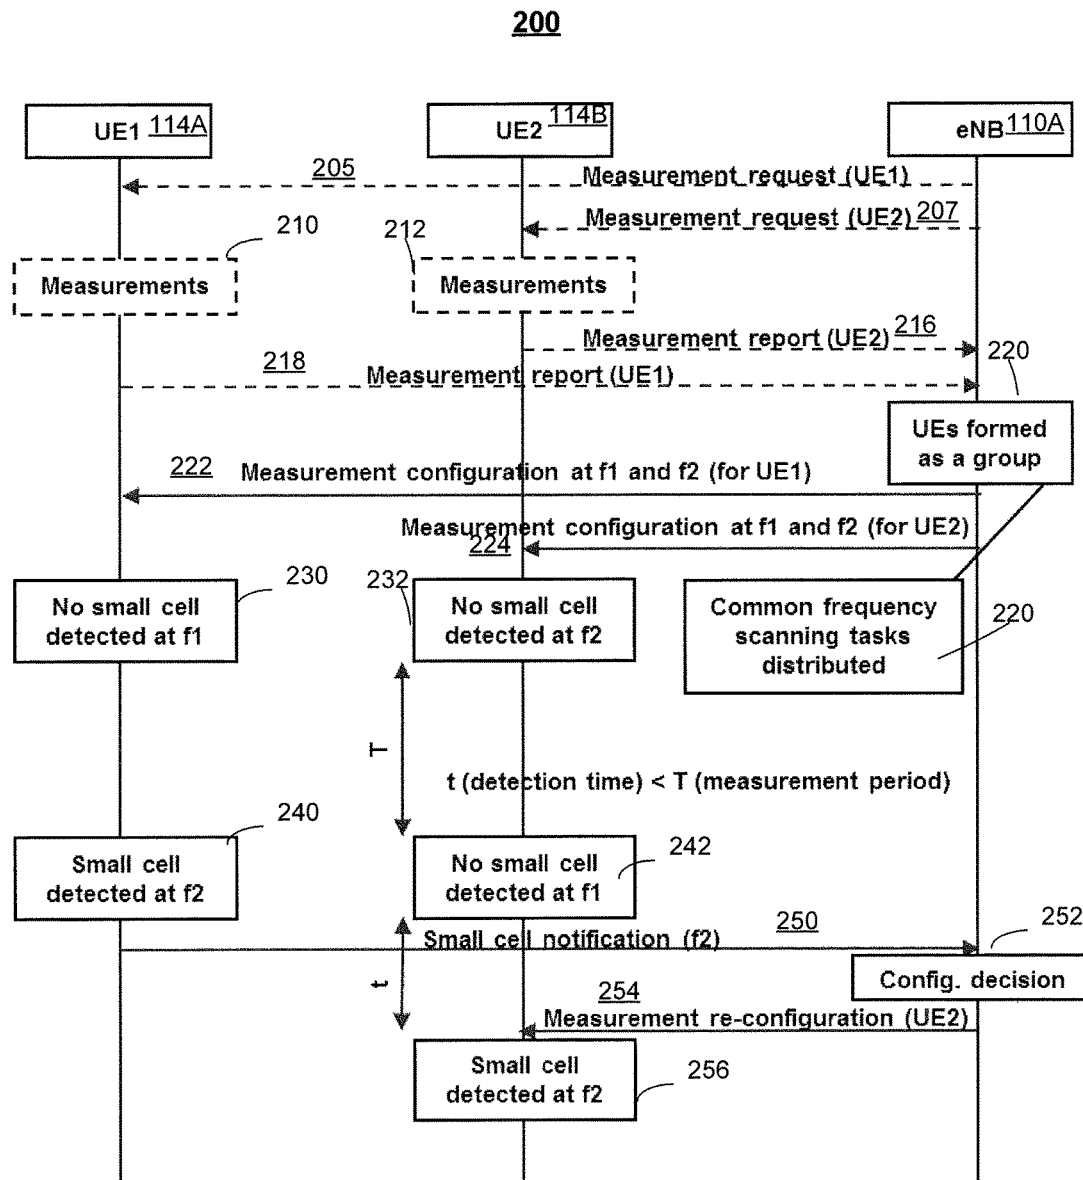 200
UE1 114A
UE2 114B
eNB 110A
205
Measurement request (UE1)
Measurement request (UE2) 207
210
212
Measurements
Measurements
Measurement report (UE2) 216
218
Measurement report (UE1)
220
UEs formed
as a group
222
Measurement configuration at f1 and f2 (for UE1)
Measurement configuration at f1 and f2 (for UE2)
224
230
232
No small cell
detected at f1
No small cell
detected at f2
Common frequency
scanning tasks
distributed
220
T
t (detection time) < T (measurement period)
240
242
Small cell
detected at f2
No small cell
detected at f1
250
252
Small cell notification (f2)
Config. decision
t
254
Measurement re-configuration (UE2)
Small cell
detected at f2
256